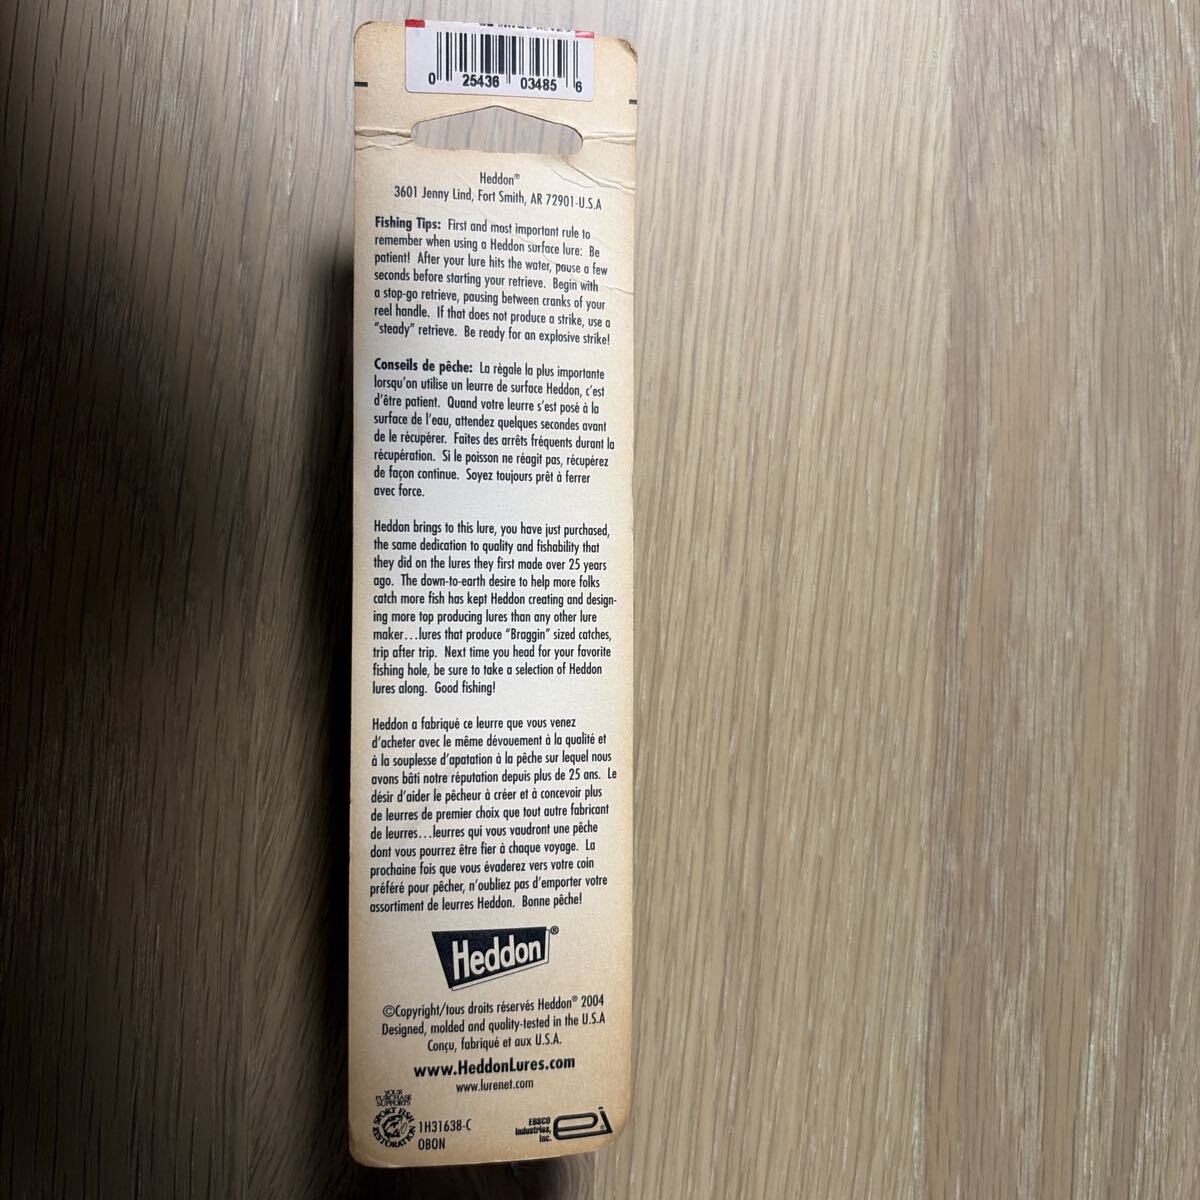 0 25436 03485 6
Heddon®
3601 Jenny Lind, Fort Smith, AR 72901-U.S.A
Fishing Tips: First and most important rule to
remember when using a Heddon surface lure: Be
patient! After your lure hits the water, pause a few
seconds before starting your retrieve. Begin with
a stop-go retrieve, pausing between cranks of your
reel handle. If that does not produce a strike, use a
"steady" retrieve. Be ready for an explosive strike!
Conseils de pêche: La règale la plus importante
lorsqu'on utilise un leurre de surface Heddon, c'est
d'être patient. Quand votre leurre s'est posé à la
surface de l'eau, attendez quelques secondes avant
de le récupérer. Faites des arrêts fréquents durant la
récupération. Si le poisson ne réagit pas, récupérez
de façon continue. Soyez toujours prêt à ferrer
avec force.
Heddon brings to this lure, you have just purchased,
the same dedication to quality and fishability that
they did on the lures they first made over 25 years
ago. The down-to-earth desire to help more folks
catch more fish has kept Heddon creating and design-
ing more top producing lures than any other lure
maker...lures that produce "Braggin" sized catches,
trip after trip. Next time you head for your favorite
fishing hole, be sure to take a selection of Heddon
lures along. Good fishing!
Heddon a fabriqué ce leurre que vous venez
d'acheter avec le même dévouement à la qualité et
à la souplesse d'apatation à la pêche sur lequel nous
avons bâti notre réputation depuis plus de 25 ans. Le
désir d'aider le pêcheur à créer et à concevoir plus
de leurres de premier choix que tout autre fabricant
de leurres...leurres qui vous vaudront une pêche
dont vous pourrez être fier à chaque voyage. La
prochaine fois que vous évaderez vers votre coin
préféré pour pêcher, n'oubliez pas d'emporter votre
assortiment de leurres Heddon. Bonne pêche!
Heddon®
©Copyright/tous droits réservés Heddon® 2004
Designed, molded and quality-tested in the U.S.A
Conçu, fabriqué et aux U.S.A.
www.HeddonLures.com
www.lurenet.com
YOUR
PURCHASE
SUPPORTS
SPORT FISH
RESTORATION
1H31638-C
OBON
EBSCO
Industries,
Inc.
ei